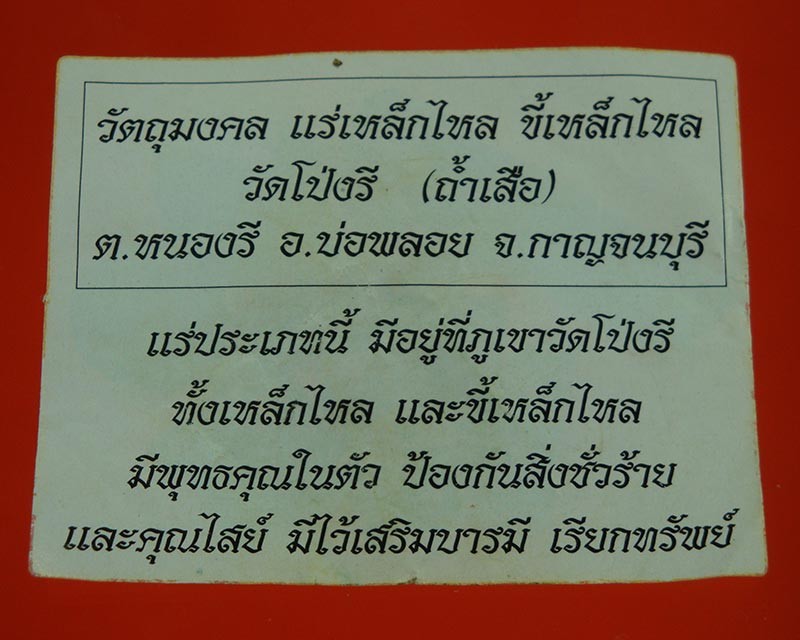 วัตถุมงคล แร่เหล็กไหล ขี้เหล็กไหล
วัดโป่งรี (ถ้ำเสือ)
ต.หนองรี อ.บ่อพลอย จ.กาญจนบุรี
แร่ประเภทนี้ มีอยู่ที่ภูเขาวัดโป่งรี
ทั้งเหล็กไหล และขี้เหล็กไหล
มีพุทธคุณในตัว ป้องกันสิ่งชั่วร้าย
และคุณไสย์ มีไว้เสริมบารมี เรียกทรัพย์